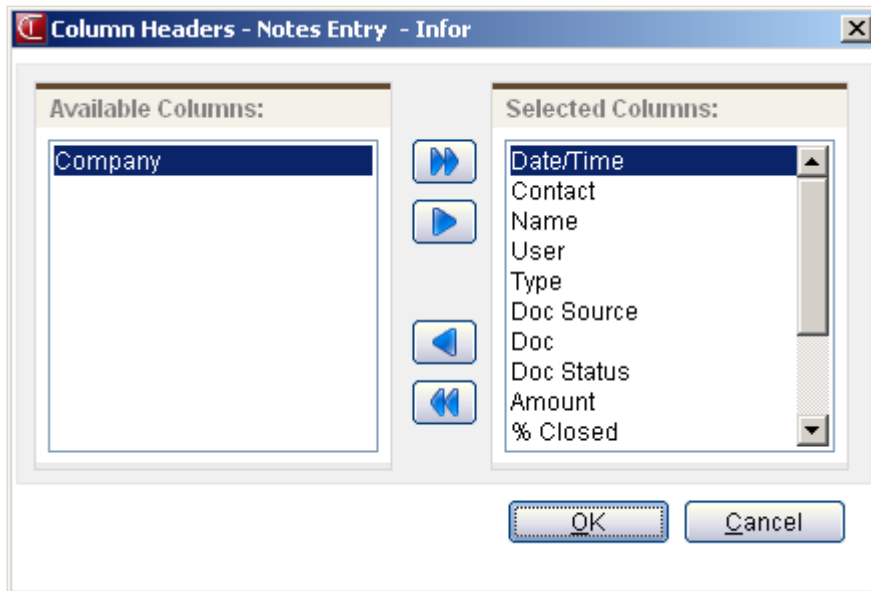 Column Headers - Notes Entry - Infor
Available Columns:
Company
Selected Columns:
Date/Time
Contact
Name
User
Type
Doc Source
Doc
Doc Status
Amount
% Closed
OK
Cancel